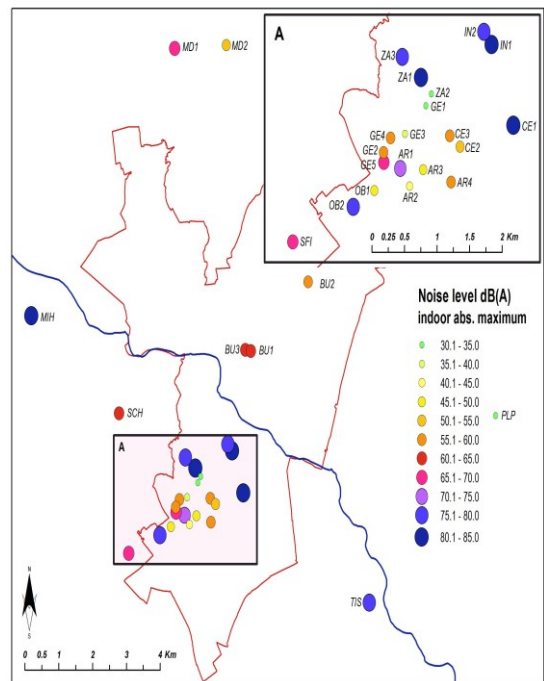 MD1
MD2
A
IN2
IN1
ZA3
ZA1
ZA2
GE1
CE1
GE4
GE3
CE3
GE2
AR1
CE2
GE5
AR3
OB1
AR4
AR2
OB2
0.25 0.5 1 1.5 2 Km
0
SFI
BU2
MIH
BU3
BU1
SCH
Noise level dB(A)
indoor abs. maximum
30.1 - 35.0
35.1 - 40.0
40.1 - 45.0
45.1 - 50.0
50.1 - 55.0
55.1 - 60.0
60.1 - 65.0
65.1 - 70.0
70.1 - 75.0
75.1 - 80.0
80.1 - 85.0
PLP
A
TIS
N
S
0 0.5 1 2 3 4 Km